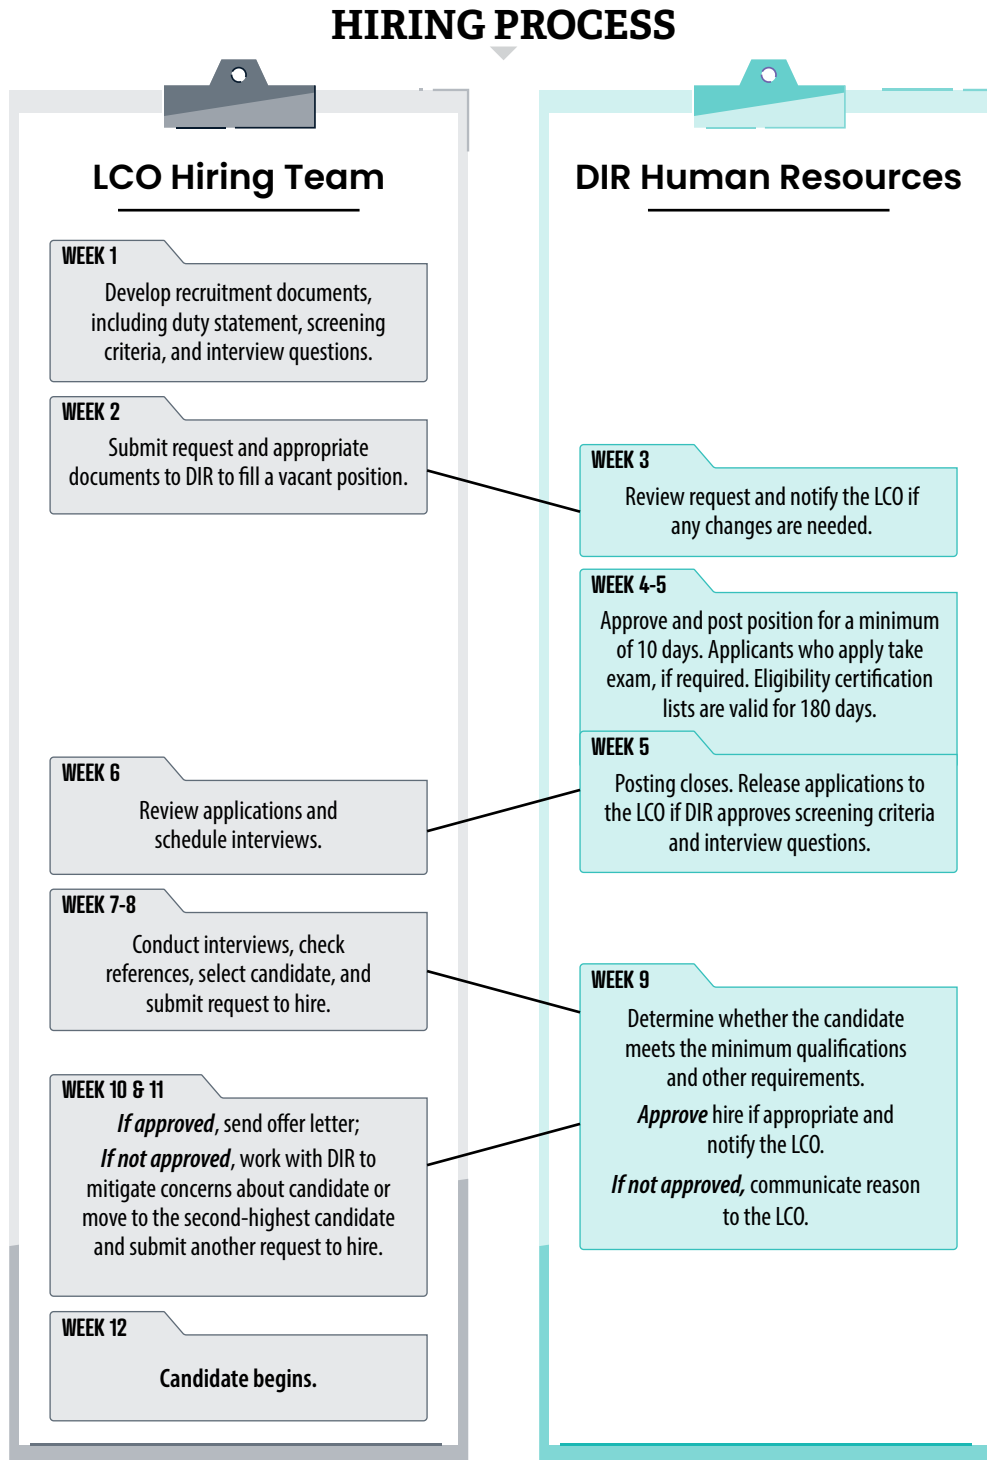 HIRING PROCESS
LCO Hiring Team
WEEK 1
Develop recruitment documents,
including duty statement, screening
criteria, and interview questions.
WEEK 2
Submit request and appropriate
documents to DIR to fill a vacant position.
WEEK 6
Review applications and
schedule interviews.
WEEK 7-8
Conduct interviews, check
references, select candidate, and
submit request to hire.
WEEK 10 & 11
If approved, send offer letter;
If not approved, work with DIR to
mitigate concerns about candidate or
move to the second-highest candidate
and submit another request to hire.
WEEK 12
Candidate begins.
DIR Human Resources
WEEK 3
Review request and notify the LCO if
any changes are needed.
WEEK 4-5
Approve and post position for a minimum
of 10 days. Applicants who apply take
exam, if required. Eligibility certification
lists are valid for 180 days.
WEEK 5
Posting closes. Release applications to
the LCO if DIR approves screening criteria
and interview questions.
WEEK 9
Determine whether the candidate
meets the minimum qualifications
and other requirements.
Approve hire if appropriate and
notify the LCO.
If not approved, communicate reason
to the LCO.